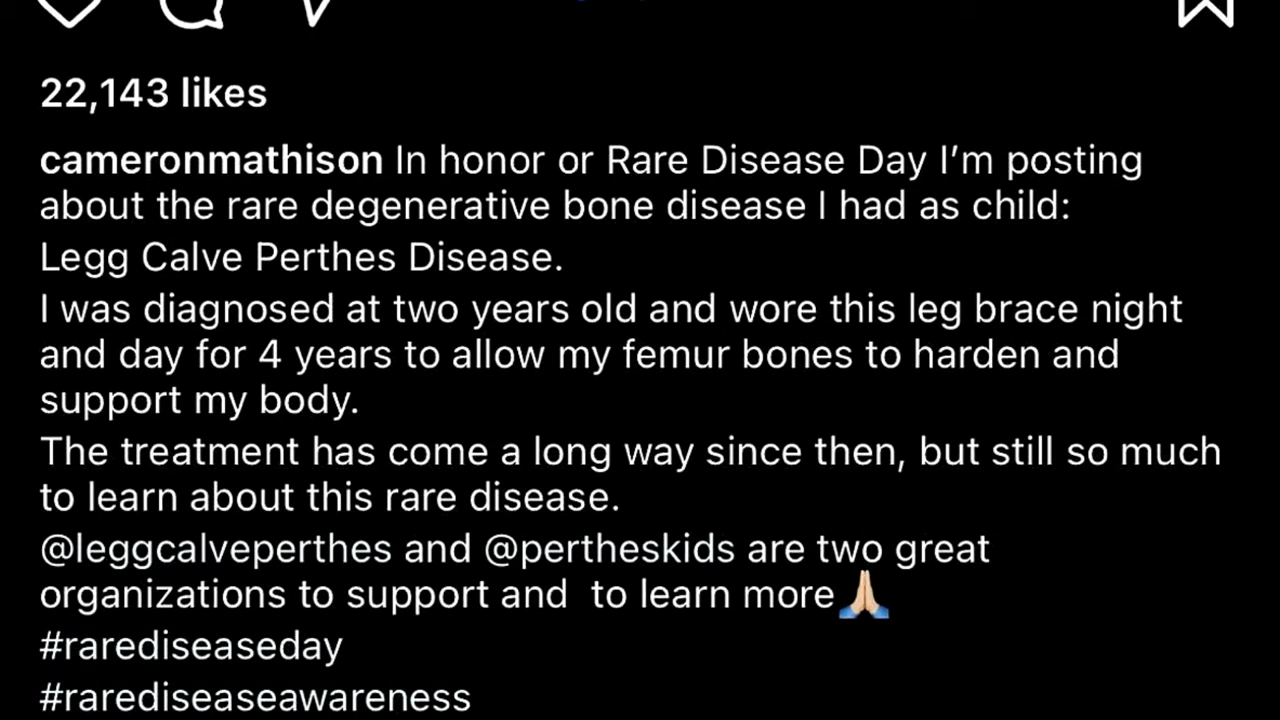 22,143 likes
cameronmathison In honor or Rare Disease Day I’m posting
about the rare degenerative bone disease I had as child:
Legg Calve Perthes Disease.
I was diagnosed at two years old and wore this leg brace night
and day for 4 years to allow my femur bones to harden and
support my body.
The treatment has come a long way since then, but still so much
to learn about this rare disease.
@leggcalveperthes and @pertheskids are two great
organizations to support and  to learn more🙏🏼
#rarediseaseday
#rarediseaseawareness